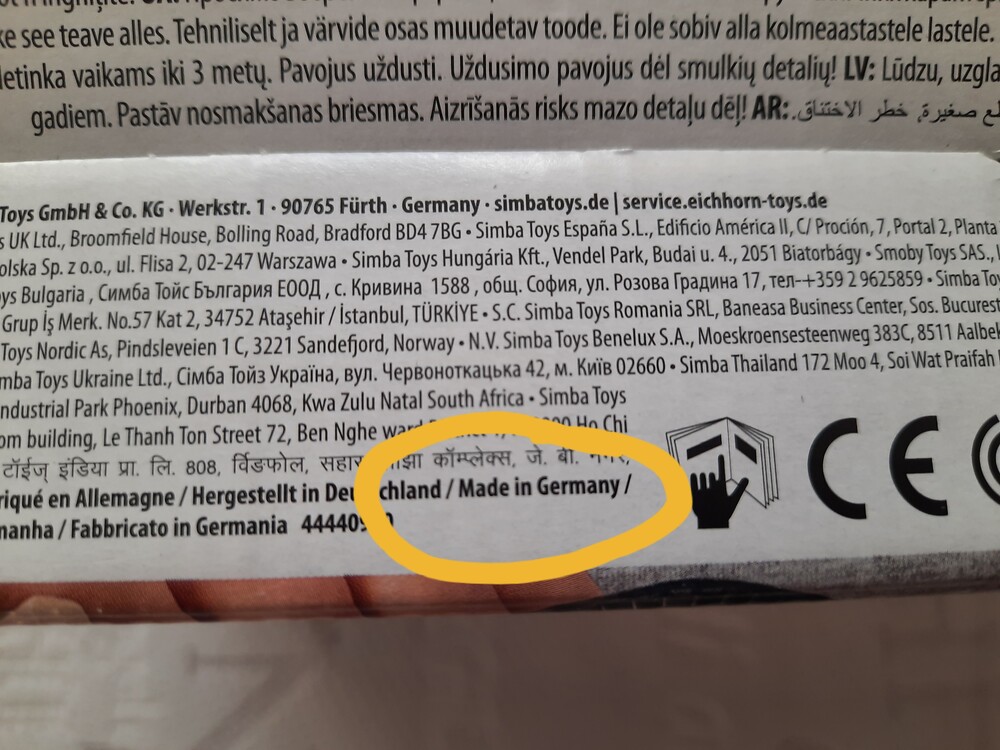 ke see teave alles. Tehniliselt ja värvide osas muudetav toode. Ei ole sobiv alla kolmeaastastele lastele.
letinka vaikams iki 3 metų. Pavojus uždusti. Uždusimo pavojus dėl smulkių detalių! LV: Lūdzu, uzgla
gadiem. Pastāv nosmakšanas briesmas. Aizrīšanās risks mazo detaļu dēļ! AR: ع صغيرة، خطر الاختناق.
Toys GmbH & Co. KG · Werkstr. 1 · 90765 Fürth · Germany · simbatoys.de | service.eichhorn-toys.de
s UK Ltd., Broomfield House, Bolling Road, Bradford BD4 7BG • Simba Toys España S.L., Edificio América II, C/ Proción, 7, Portal 2, Planta
olska Sp. z o.o., ul. Flisa 2, 02-247 Warszawa • Simba Toys Hungária Kft., Vendel Park, Budai u. 4., 2051 Biatorbágy • Smoby Toys SAS.,
ys Bulgaria , Симба Тойс България ЕООД , с. Кривина 1588 , общ. София, ул. Розова Градина 17, тел-+359 2 9625859 • Simba To
Grup İş Merk. No.57 Kat 2, 34752 Ataşehir / İstanbul, TÜRKİYE • S.C. Simba Toys Romania SRL, Baneasa Business Center, Sos. Bucurest
Toys Nordic As, Pindsleveien 1 C, 3221 Sandefjord, Norway • N.V. Simba Toys Benelux S.A., Moeskroensesteenweg 383C, 8511 Aalbek
mba Toys Ukraine Ltd., Сімба Тойз Україна, вул. Червоноткацька 42, м. Київ 02660 • Simba Thailand 172 Moo 4, Soi Wat Praifah
ndustrial Park Phoenix, Durban 4068, Kwa Zulu Natal South Africa • Simba Toys
om building, Le Thanh Ton Street 72, Ben Nghe ward Ho Chi
टॉईज् इंडिया प्रा. लि. 808, विंडफोल, सहार कॉम्प्लेक्स, जे. बी. नगर,
riqué en Allemagne / Hergestellt in Deutschland / Made in Germany /
manha / Fabbricato in Germania
CE